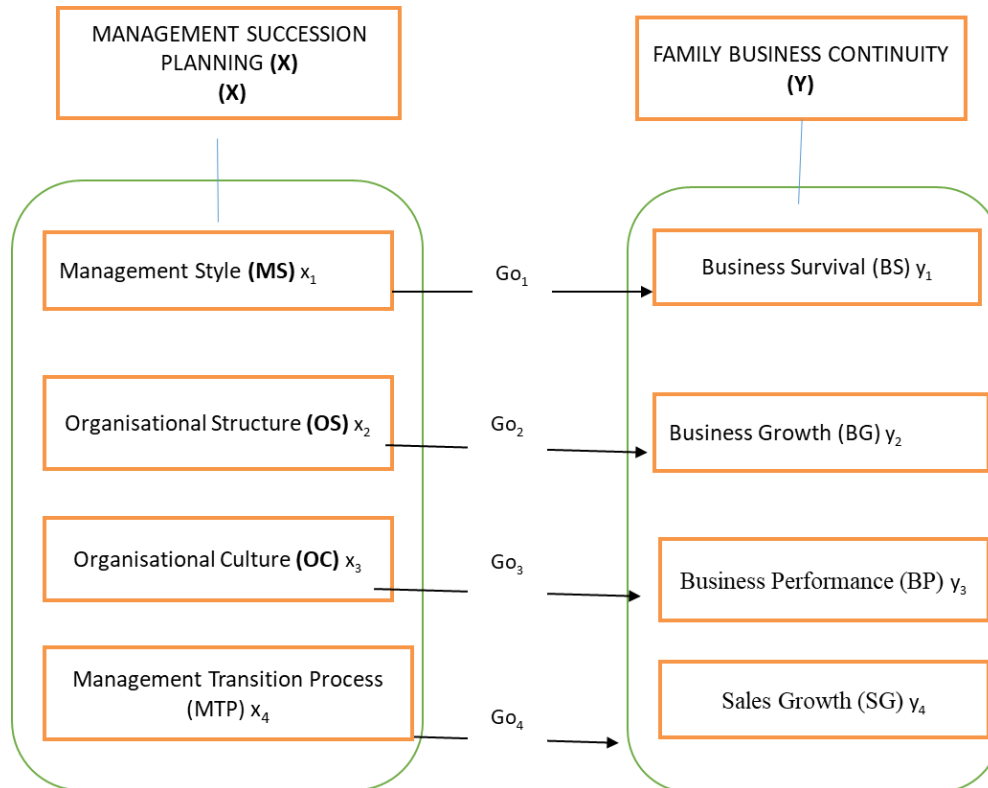 MANAGEMENT SUCCESSION
PLANNING (X)
(X)
FAMILY BUSINESS CONTINUITY
(Y)
Management Style (MS) x₁
Go₁
Business Survival (BS) y₁
Organisational Structure (OS) x₂
Go₂
Business Growth (BG) y₂
Organisational Culture (OC) x₃
Go₃
Business Performance (BP) y₃
Management Transition Process
(MTP) x₄
Go₄
Sales Growth (SG) y₄